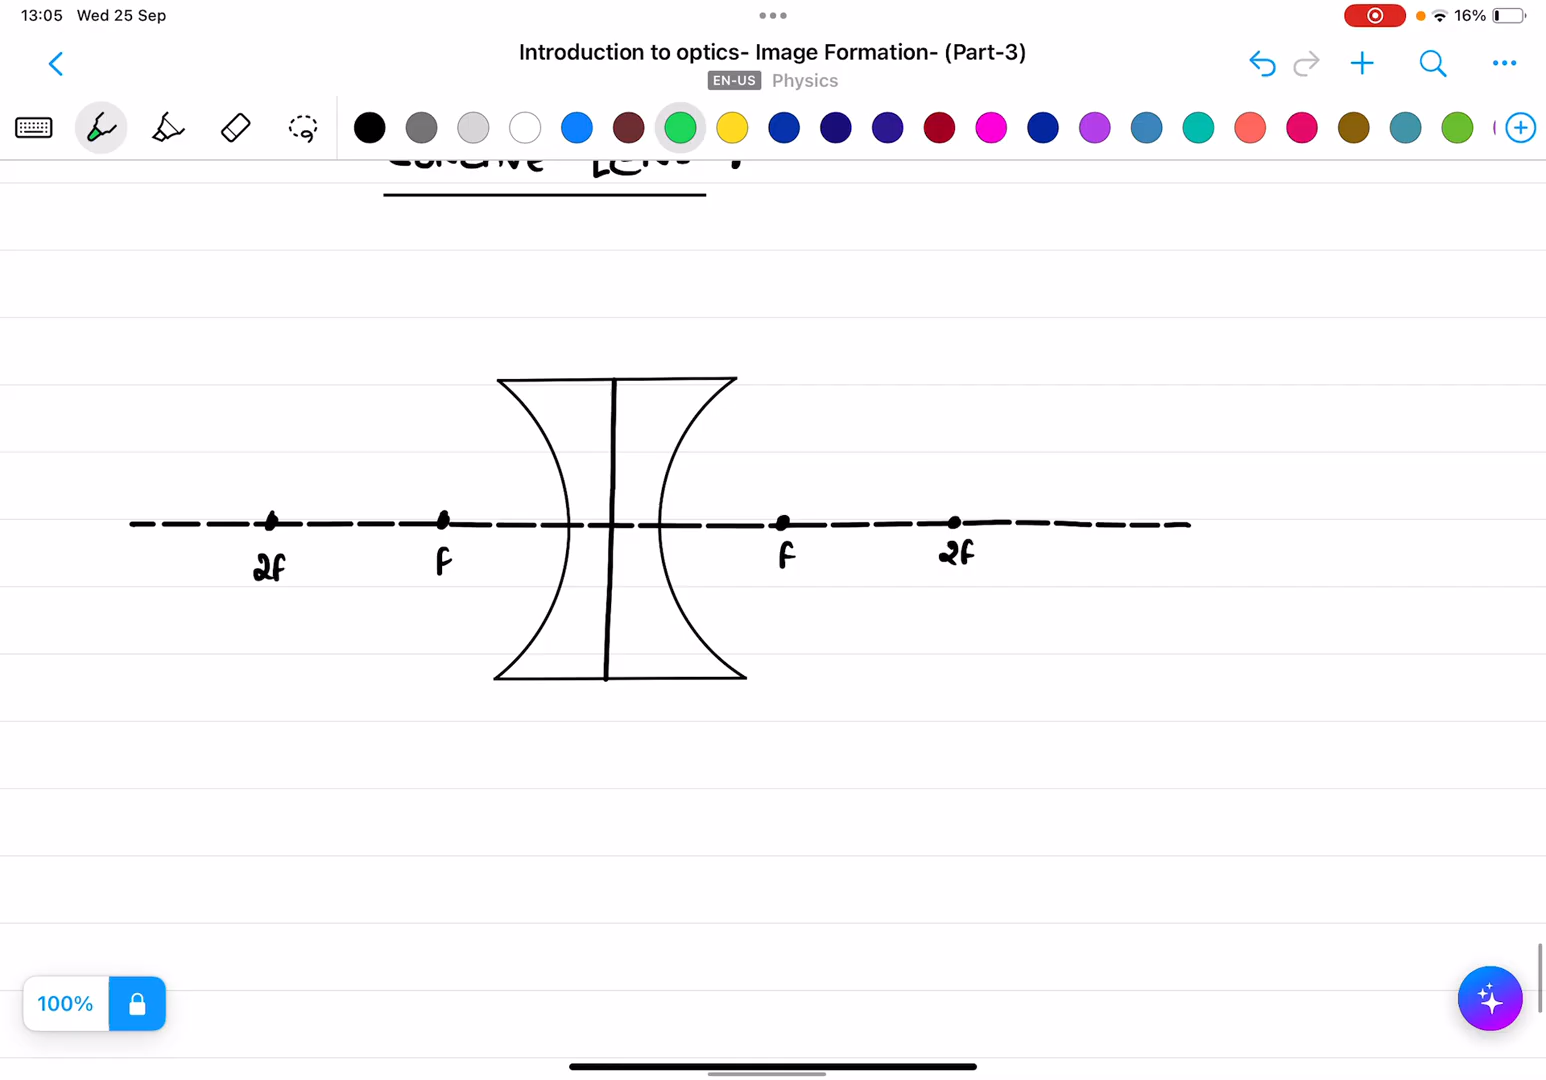 13:05 Wed 25 Sep
16%
Introduction to optics- Image Formation- (Part-3)
EN-US Physics
2F F F 2F
100%